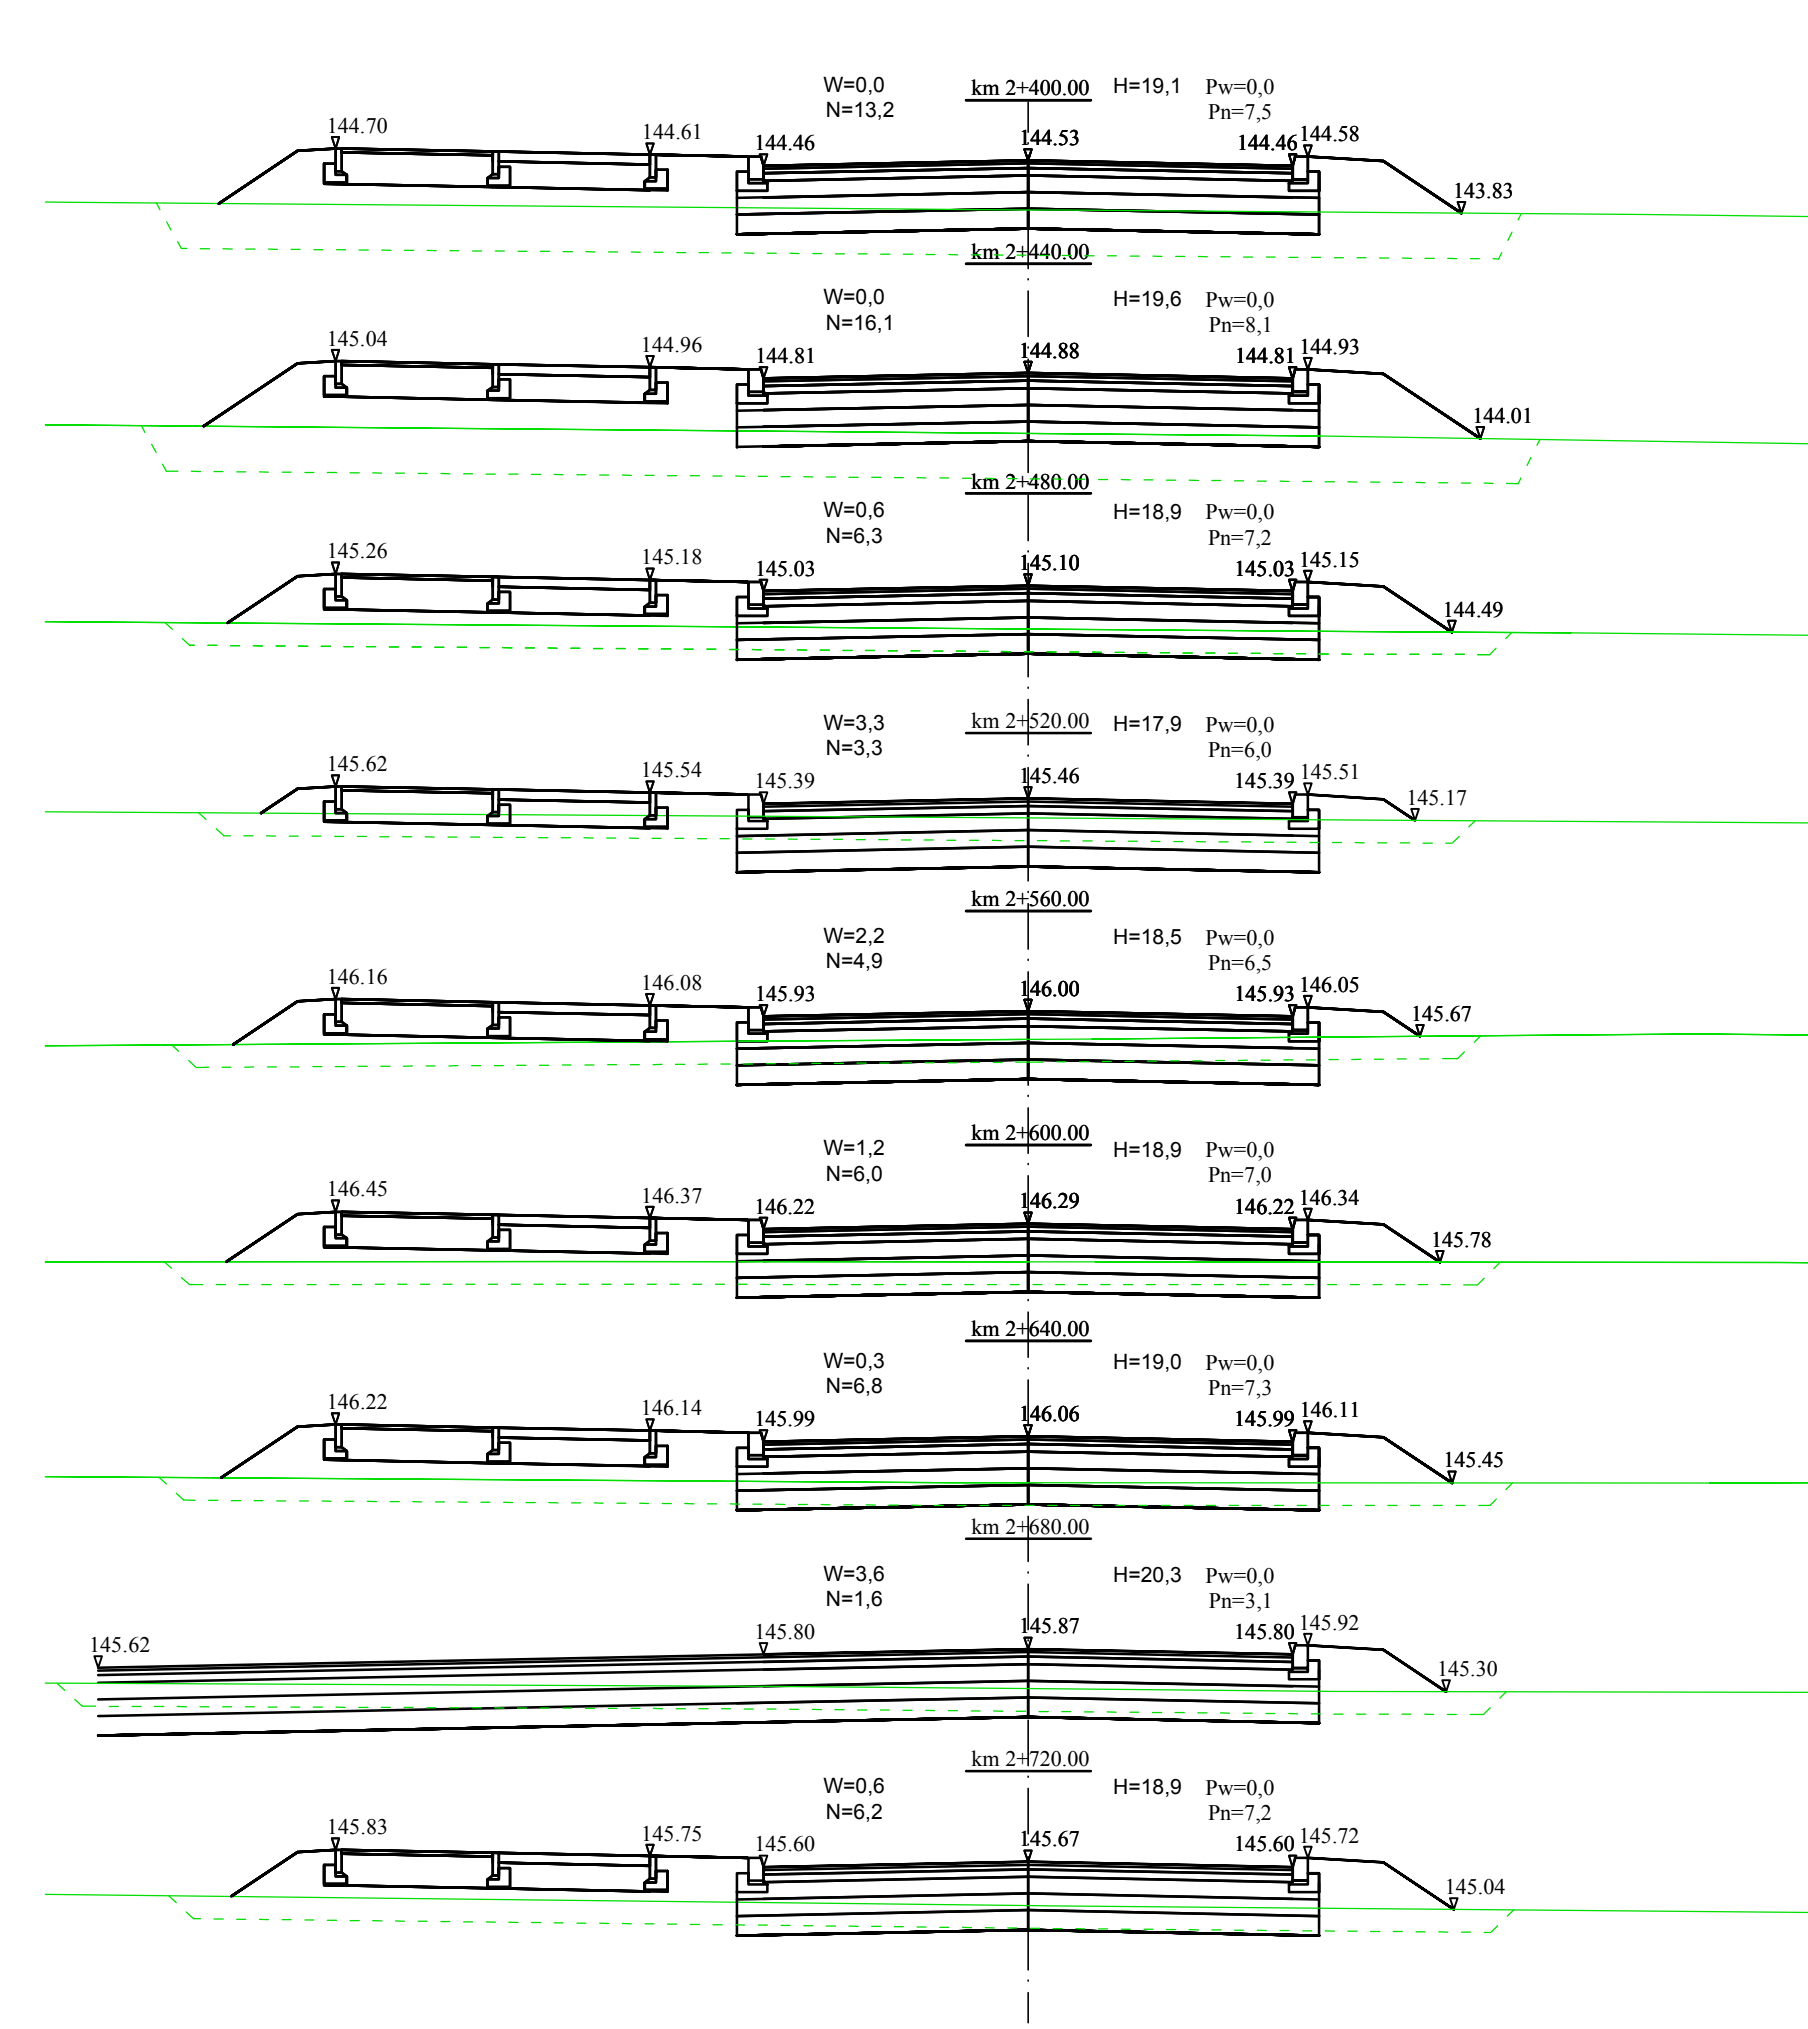 W=0,0 km 2+400.00 H=19,1 Pw=0,0
N=13,2 Pn=7,5
144.70 144.61 144.46 144.53 144.46 144.58
143.83
km 2+440.00
W=0,0 H=19,6 Pw=0,0
N=16,1 Pn=8,1
145.04 144.96 144.81 144.88 144.81 144.93
144.01
km 2+480.00
W=0,6 H=18,9 Pw=0,0
N=6,3 Pn=7,2
145.26 145.18 145.03 145.10 145.03 145.15
144.49
W=3,3 km 2+520.00 H=17,9 Pw=0,0
N=3,3 Pn=6,0
145.62 145.54 145.39 145.46 145.39 145.51
145.17
km 2+560.00
W=2,2 H=18,5 Pw=0,0
N=4,9 Pn=6,5
146.16 146.08 145.93 146.00 145.93 146.05
145.67
km 2+600.00
W=1,2 H=18,9 Pw=0,0
N=6,0 Pn=7,0
146.45 146.37 146.22 146.29 146.22 146.34
145.78
km 2+640.00
W=0,3 H=19,0 Pw=0,0
N=6,8 Pn=7,3
146.22 146.14 145.99 146.06 145.99 146.11
145.45
km 2+680.00
W=3,6 H=20,3 Pw=0,0
N=1,6 Pn=3,1
145.62 145.80 145.87 145.80 145.92
145.30
km 2+720.00
W=0,6 H=18,9 Pw=0,0
N=6,2 Pn=7,2
145.83 145.75 145.60 145.67 145.60 145.72
145.04